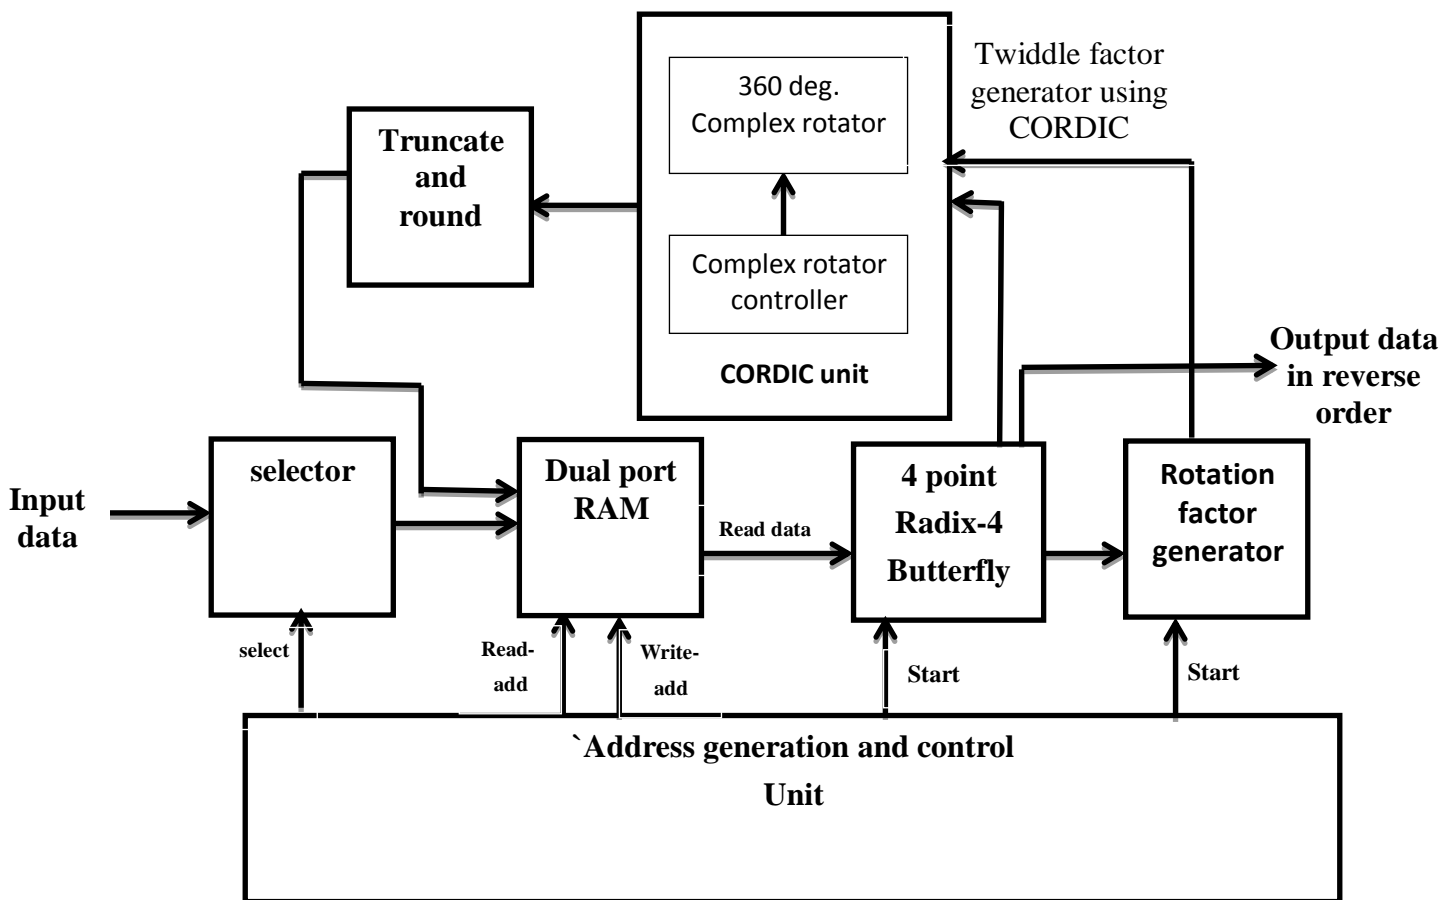 360 deg.
Complex rotator
Twiddle factor
generator using
CORDIC
Truncate
and
round
Complex rotator
controller
CORDIC unit
Output data
in reverse
order
Input
data
selector
Dual port
RAM
Read data
4 point
Radix-4
Butterfly
Rotation
factor
generator
select
Read-
add
Write-
add
Start
Start
`Address generation and control
Unit